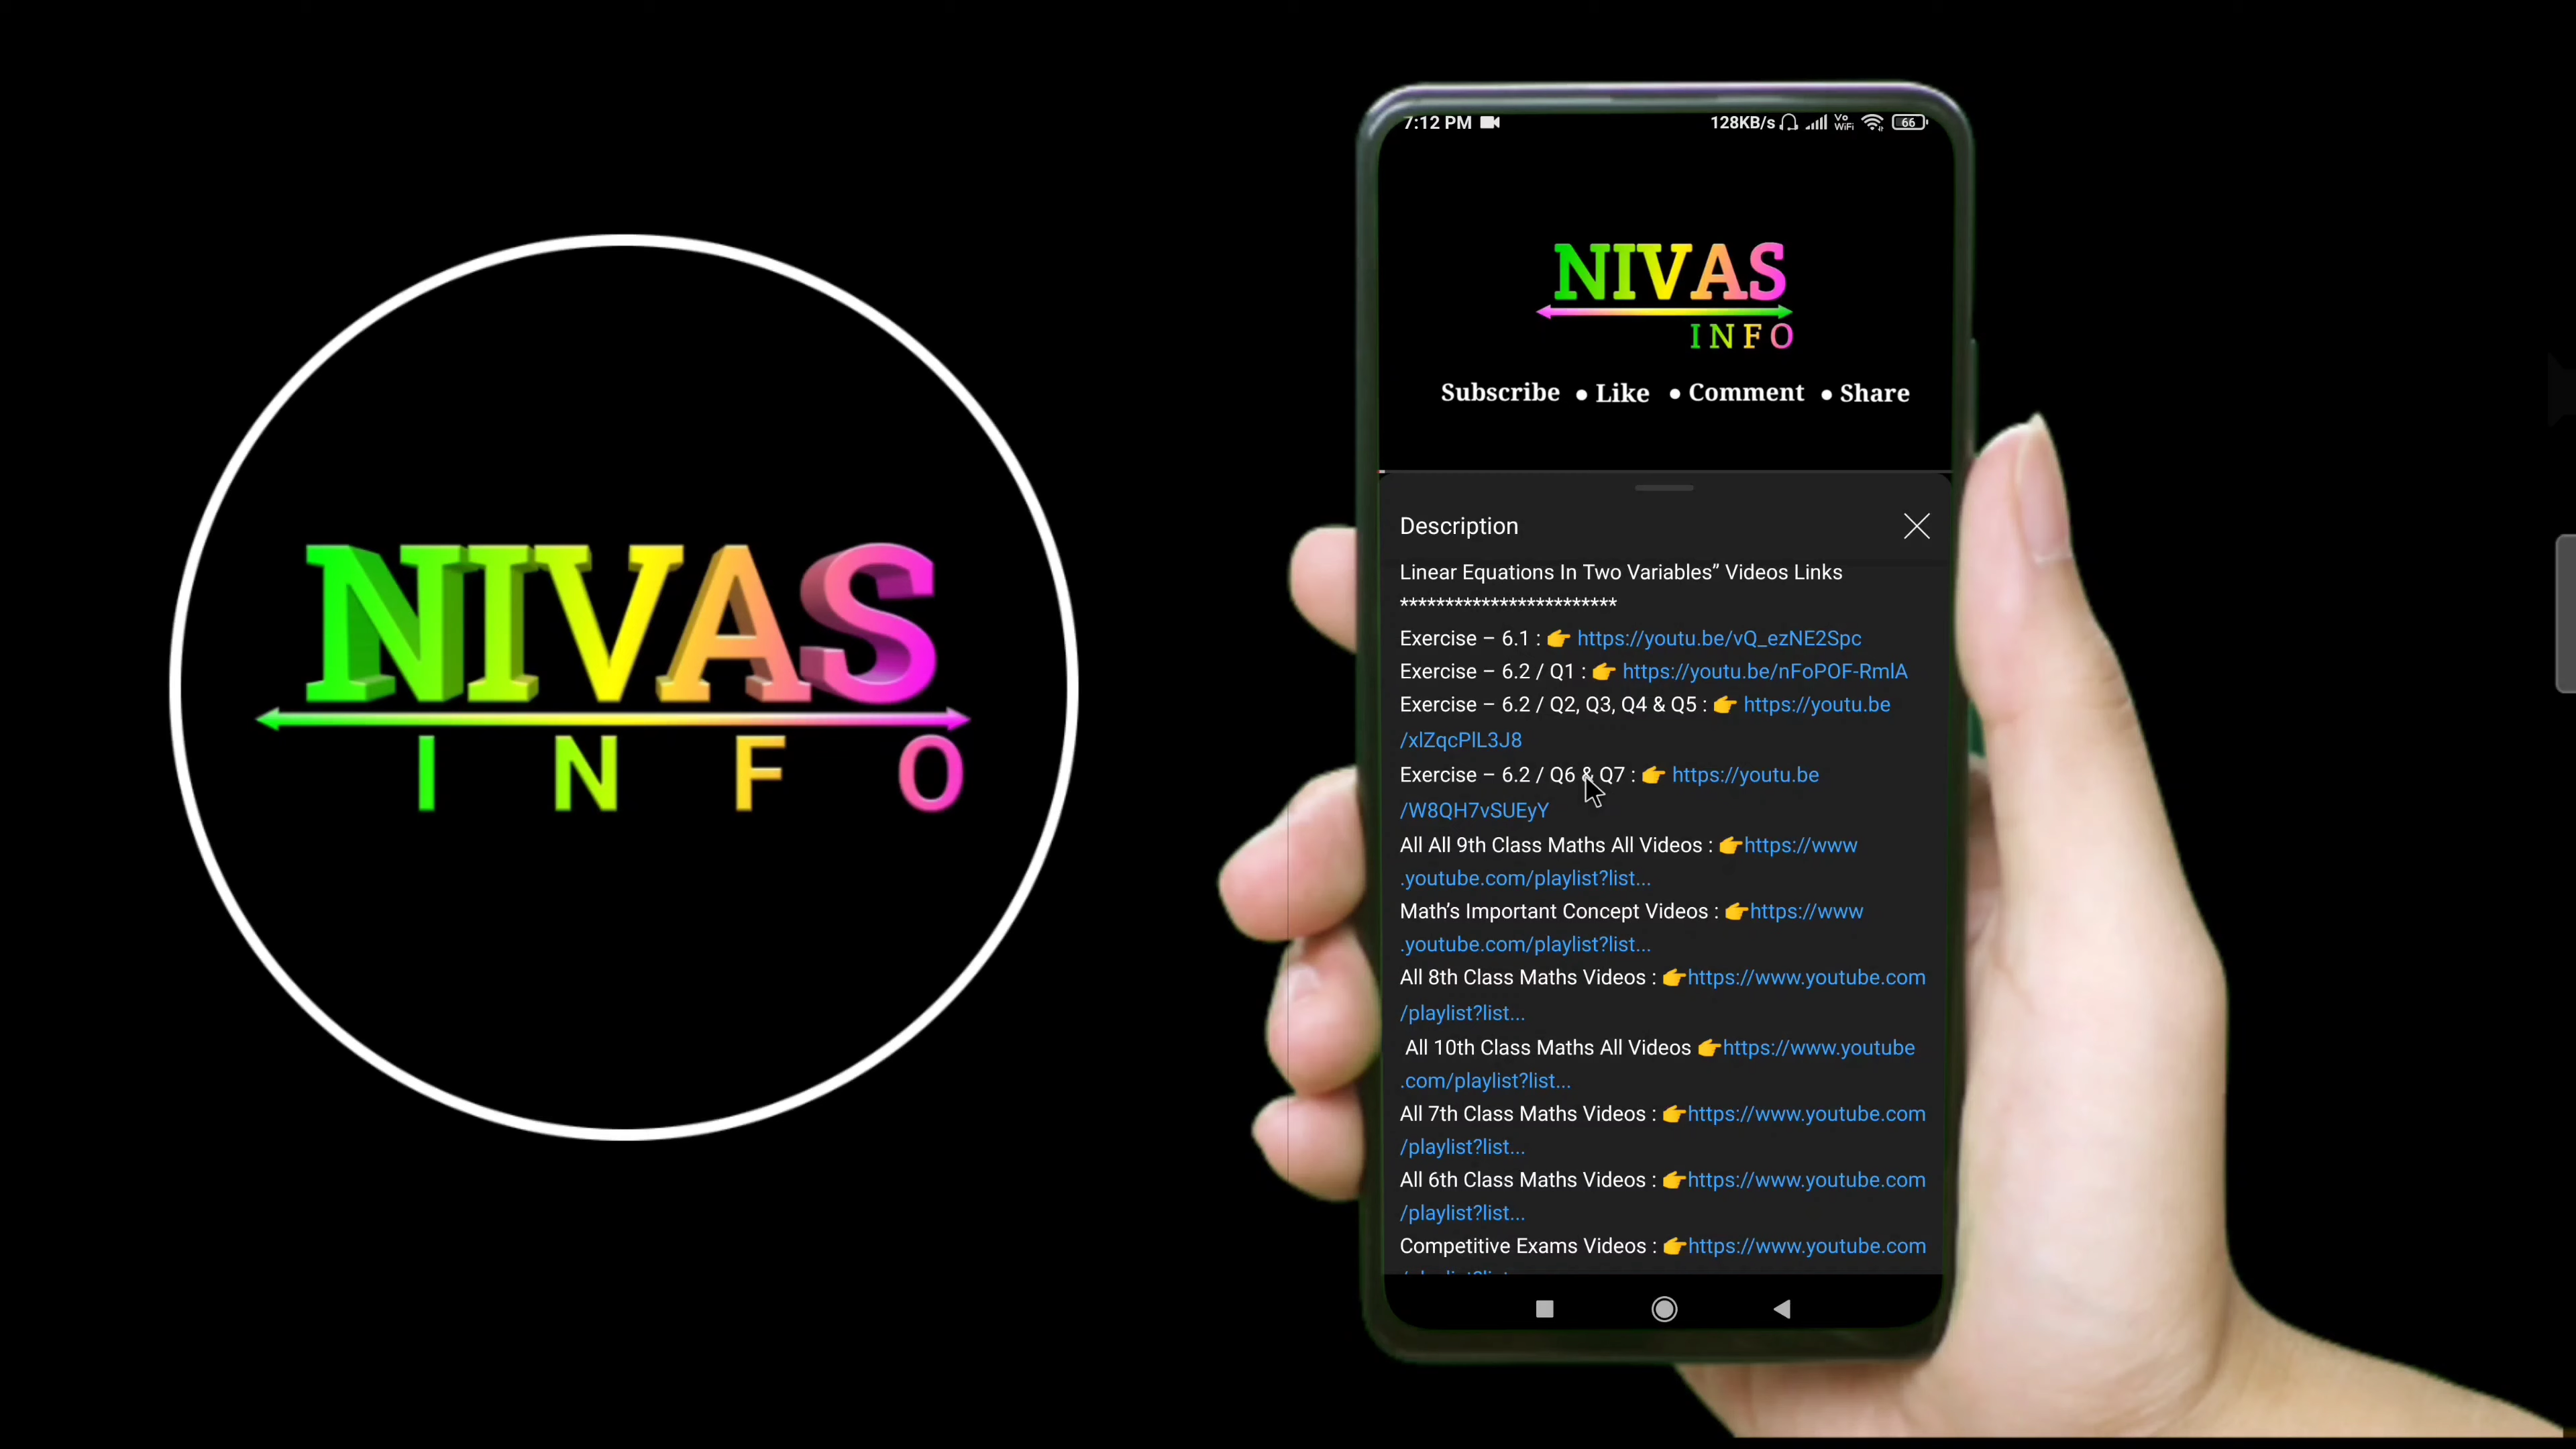 NIVAS
INFO
7:12 PM
128KB/s Vo WiFi 66
NIVAS
INFO
Subscribe • Like • Comment • Share
Description
Linear Equations In Two Variables” Videos Links
************************
Exercise – 6.1 : 👉 https://youtu.be/vQ_ezNE2Spc
Exercise – 6.2 / Q1 : 👉 https://youtu.be/nFoPOF-RmlA
Exercise – 6.2 / Q2, Q3, Q4 & Q5 : 👉 https://youtu.be
/xlZqcPlL3J8
Exercise – 6.2 / Q6 & Q7 : 👉 https://youtu.be
/W8QH7vSUEyY
All All 9th Class Maths All Videos : 👉https://www
.youtube.com/playlist?list...
Math’s Important Concept Videos : 👉https://www
.youtube.com/playlist?list...
All 8th Class Maths Videos : 👉https://www.youtube.com
/playlist?list...
All 10th Class Maths All Videos 👉https://www.youtube
.com/playlist?list...
All 7th Class Maths Videos : 👉https://www.youtube.com
/playlist?list...
All 6th Class Maths Videos : 👉https://www.youtube.com
/playlist?list...
Competitive Exams Videos : 👉https://www.youtube.com